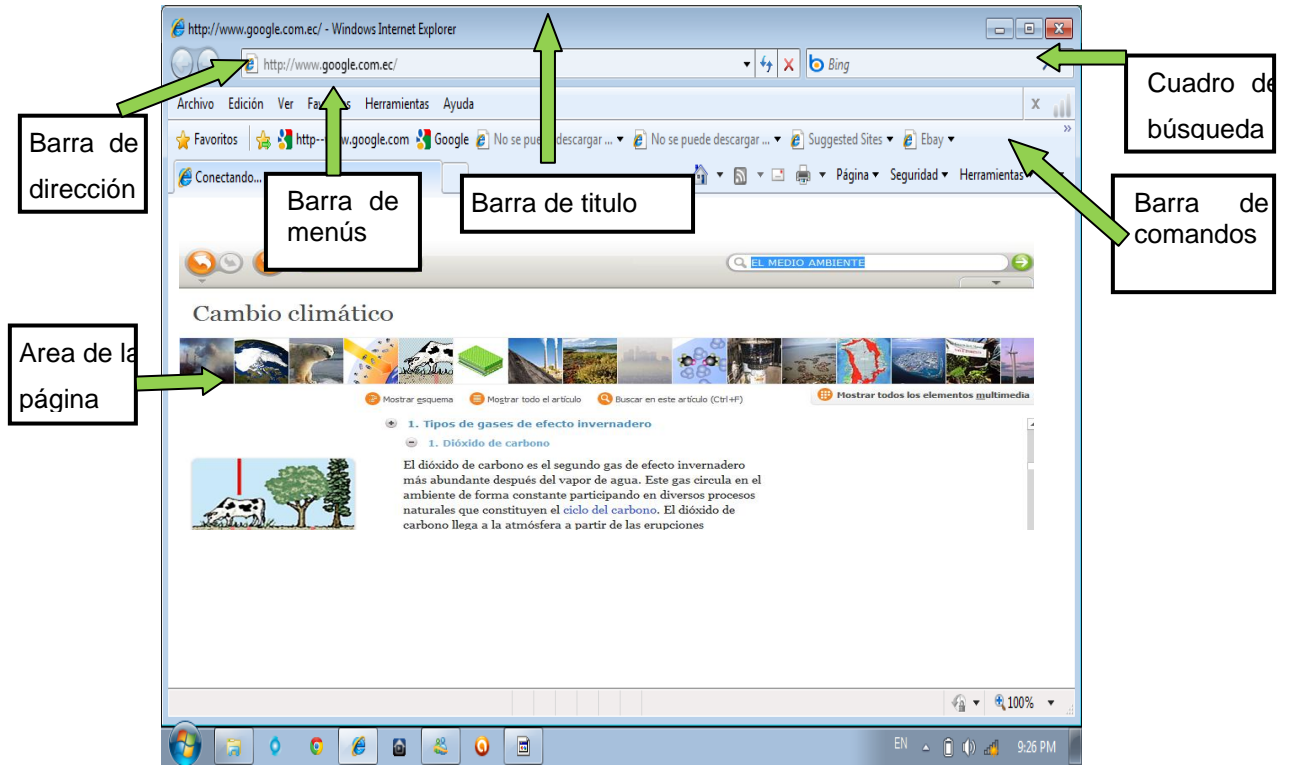 http://www.google.com.ec/ - Windows Internet Explorer
http://www.google.com.ec/
Bing
Archivo Edición Ver Herramientas Ayuda
Favoritos http-- w.google.com Google No se puede descargar ... No se puede descargar ... Suggested Sites Ebay
Conectando...
Página Seguridad Herramientas
Cuadro de
búsqueda
Barra de
dirección
Barra de
menús
Barra de titulo
Barra de
comandos
EL MEDIO AMBIENTE
Cambio climático
Area de la
página
Mostrar esquema Mostrar todo el artículo Buscar en este artículo (Ctrl+F)
Mostrar todos los elementos multimedia
1. Tipos de gases de efecto invernadero
1. Dióxido de carbono
El dióxido de carbono es el segundo gas de efecto invernadero
más abundante después del vapor de agua. Este gas circula en el
ambiente de forma constante participando en diversos procesos
naturales que constituyen el ciclo del carbono. El dióxido de
carbono llega a la atmósfera a partir de las erupciones
100%
EN 9:26 PM